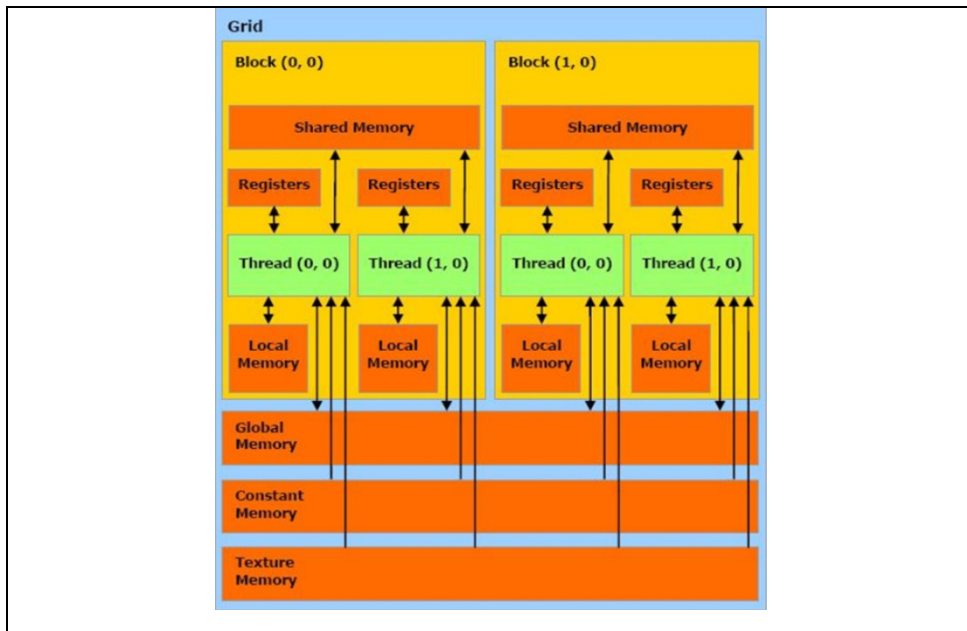 Grid
Block (0, 0)
Block (1, 0)
Shared Memory
Shared Memory
Registers
Registers
Registers
Registers
Thread (0, 0)
Thread (1, 0)
Thread (0, 0)
Thread (1, 0)
Local
Memory
Local
Memory
Local
Memory
Local
Memory
Global
Memory
Constant
Memory
Texture
Memory